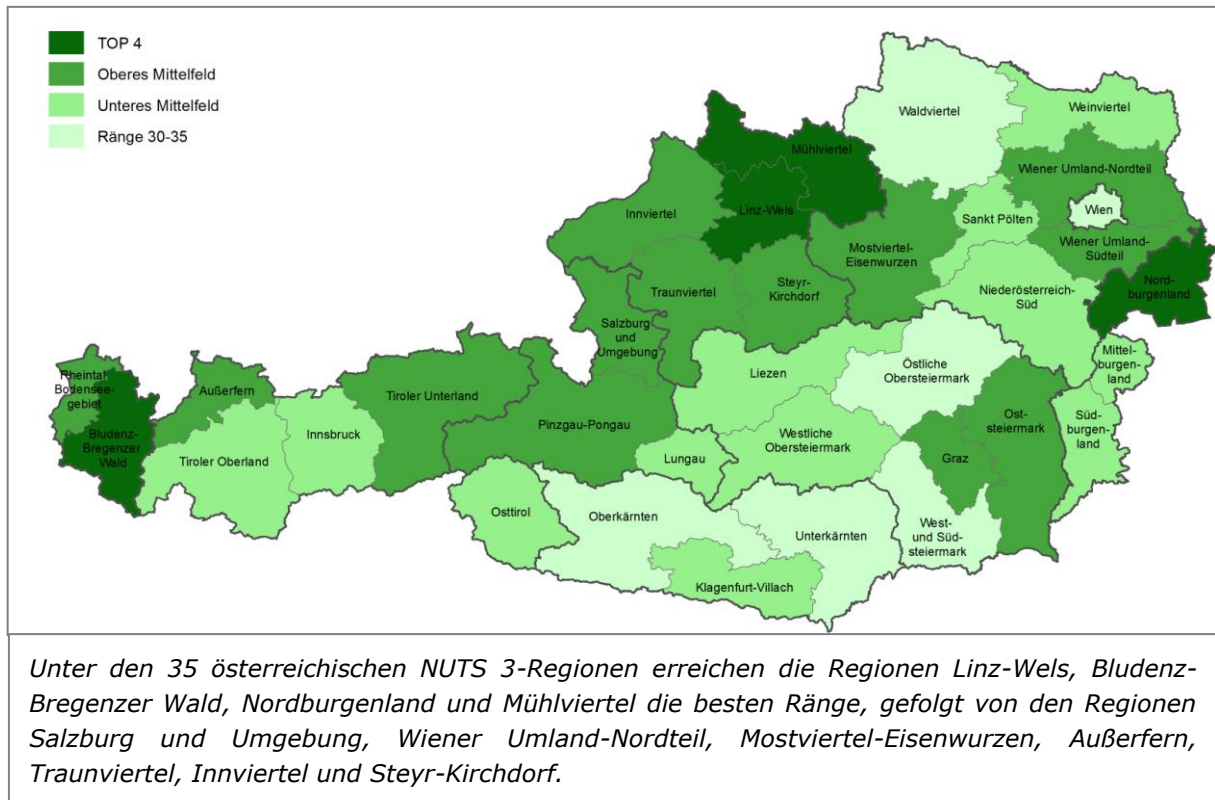 TOP 4
Oberes Mittelfeld
Unteres Mittelfeld
Ränge 30-35
Waldviertel
Weinviertel
Mühlviertel
Wiener Umland-Nordteil
Linz-Wels
Innviertel
Sankt Pölten
Wien
Mostviertel-
Eisenwurzen
Wiener Umland-
Südteil
Nord-
burgenland
Traunviertel
Steyr-
Kirchdorf
Niederösterreich-
Süd
Salzburg
und
Umgebung
Mittel-
burgen-
land
Östliche
Obersteiermark
Liezen
Rheintal-
Bodensee-
gebiet
Außerfern
Tiroler Unterland
Ost-
steiermark
Süd-
burgen-
land
Pinzgau-Pongau
Westliche
Obersteiermark
Innsbruck
Bludenz-
Bregenzer
Wald
Tiroler Oberland
Lungau
Graz
Osttirol
Oberkärnten
Unterkärnten
West-
und Süd-
steiermark
Klagenfurt-Villach
Unter den 35 österreichischen NUTS 3-Regionen erreichen die Regionen Linz-Wels, Bludenz-
Bregenzer Wald, Nordburgenland und Mühlviertel die besten Ränge, gefolgt von den Regionen
Salzburg und Umgebung, Wiener Umland-Nordteil, Mostviertel-Eisenwurzen, Außerfern,
Traunviertel, Innviertel und Steyr-Kirchdorf.